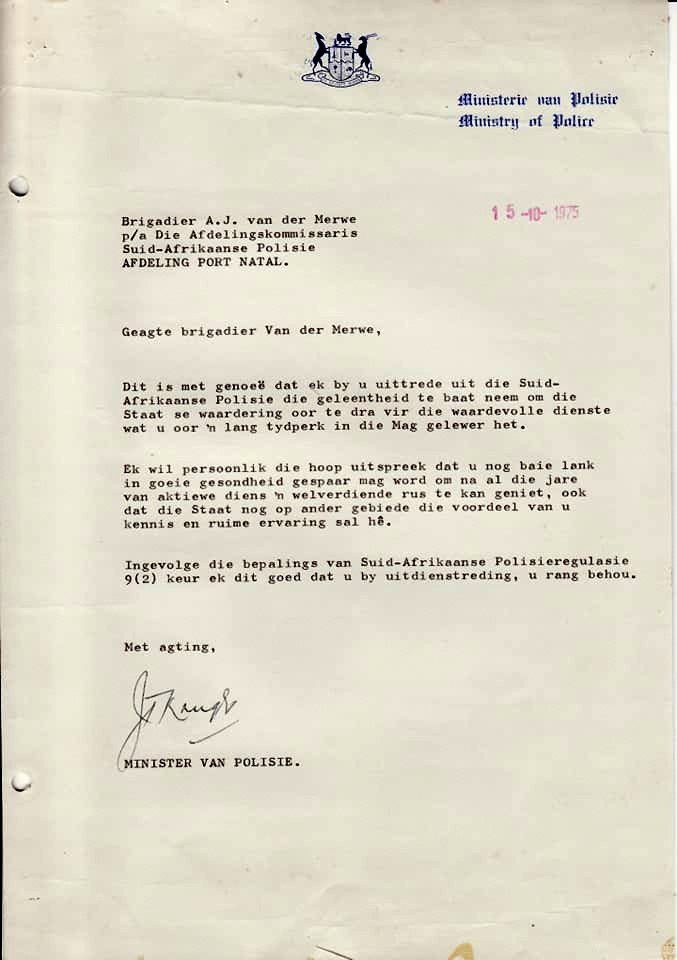 Ministerie van Polisie
Ministry of Police
15 -10- 1975
Brigadier A.J. van der Merwe
p/a Die Afdelingskommissaris
Suid-Afrikaanse Polisie
AFDELING PORT NATAL.
Geagte brigadier Van der Merwe,
Dit is met genoeë dat ek by u uittrede uit die Suid-
Afrikaanse Polisie die geleentheid te baat neem om die
Staat se waardering oor te dra vir die waardevolle dienste
wat u oor 'n lang tydperk in die Mag gelewer het.
Ek wil persoonlik die hoop uitspreek dat u nog baie lank
in goeie gesondheid gespaar mag word om na al die jare
van aktiewe diens 'n welverdiende rus te kan geniet, ook
dat die Staat nog op ander gebiede die voordeel van u
kennis en ruime ervaring sal hê.
Ingevolge die bepalings van Suid-Afrikaanse Polisieregulasie
9(2) keur ek dit goed dat u by uitdienstreding, u rang behou.
Met agting,
MINISTER VAN POLISIE.